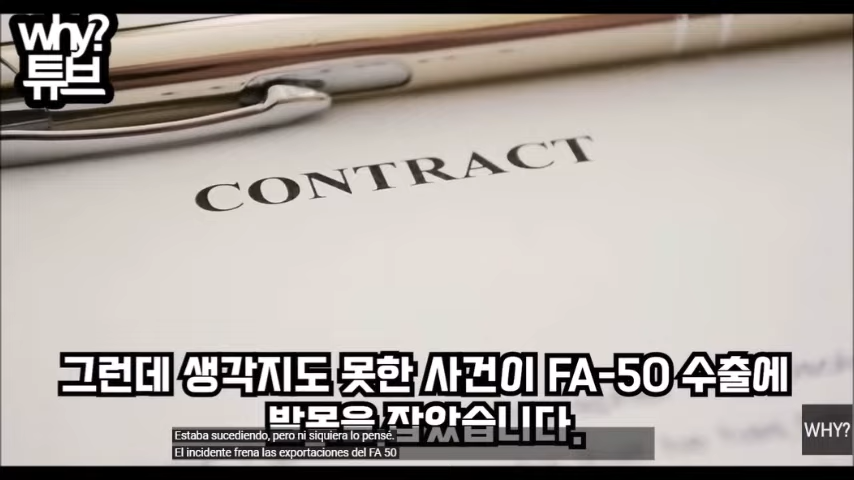 why?
튜브
CONTRACT
그런데 생각지도 못한 사건이 FA-50 수출에
발목을 잡았습니다.
Estaba sucediendo, pero ni siquiera lo pensé.
El incidente frena las exportaciones del FA 50
WHY?